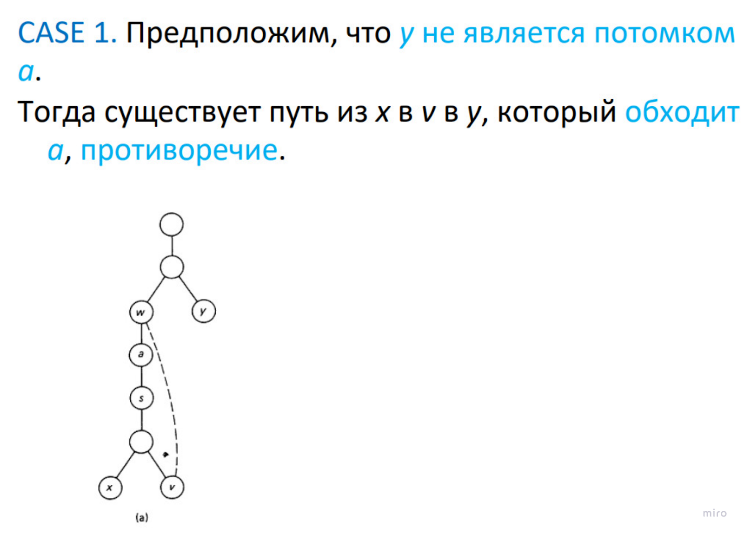 CASE 1. Предположим, что y не является потомком
a.
Тогда существует путь из x в v в y, который обходит
a, противоречие.
w
y
a
s
x
v
(a)
miro